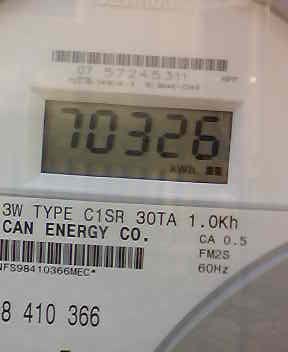 07 57245311
70326
kWh
3W TYPE C1SR 30TA 1.0Kh
CAN ENERGY CO.
CA 0.5
FM2S
NFS98410366MEC*
60Hz
8 410 366